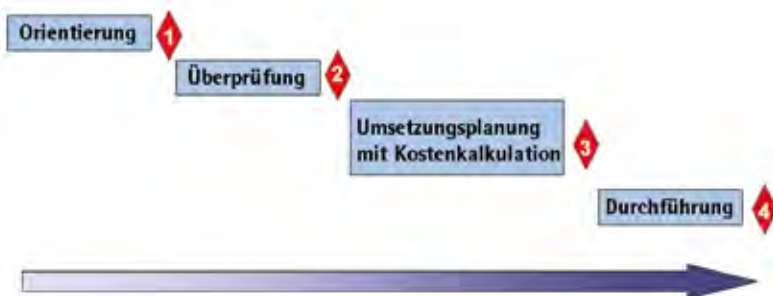 Orientierung
1
Überprüfung
2
Umsetzungsplanung
mit Kostenkalkulation
3
Durchführung
4